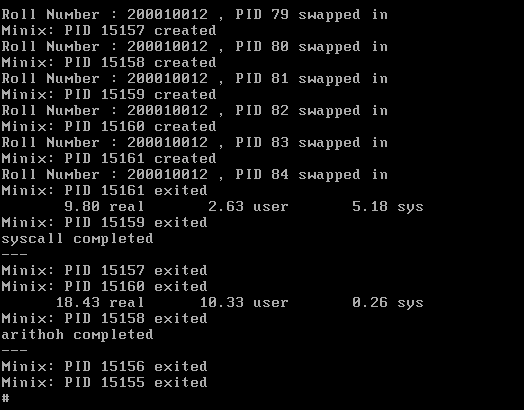 Roll Number : 200010012 , PID 79 swapped in
Minix: PID 15157 created
Roll Number : 200010012 , PID 80 swapped in
Minix: PID 15158 created
Roll Number : 200010012 , PID 81 swapped in
Minix: PID 15159 created
Roll Number : 200010012 , PID 82 swapped in
Minix: PID 15160 created
Roll Number : 200010012 , PID 83 swapped in
Minix: PID 15161 created
Roll Number : 200010012 , PID 84 swapped in
Minix: PID 15161 exited
        9.80 real        2.63 user        5.18 sys
Minix: PID 15159 exited
syscall completed
---
Minix: PID 15157 exited
Minix: PID 15160 exited
       18.43 real       10.33 user        0.26 sys
Minix: PID 15158 exited
arithoh completed
---
Minix: PID 15156 exited
Minix: PID 15155 exited
#